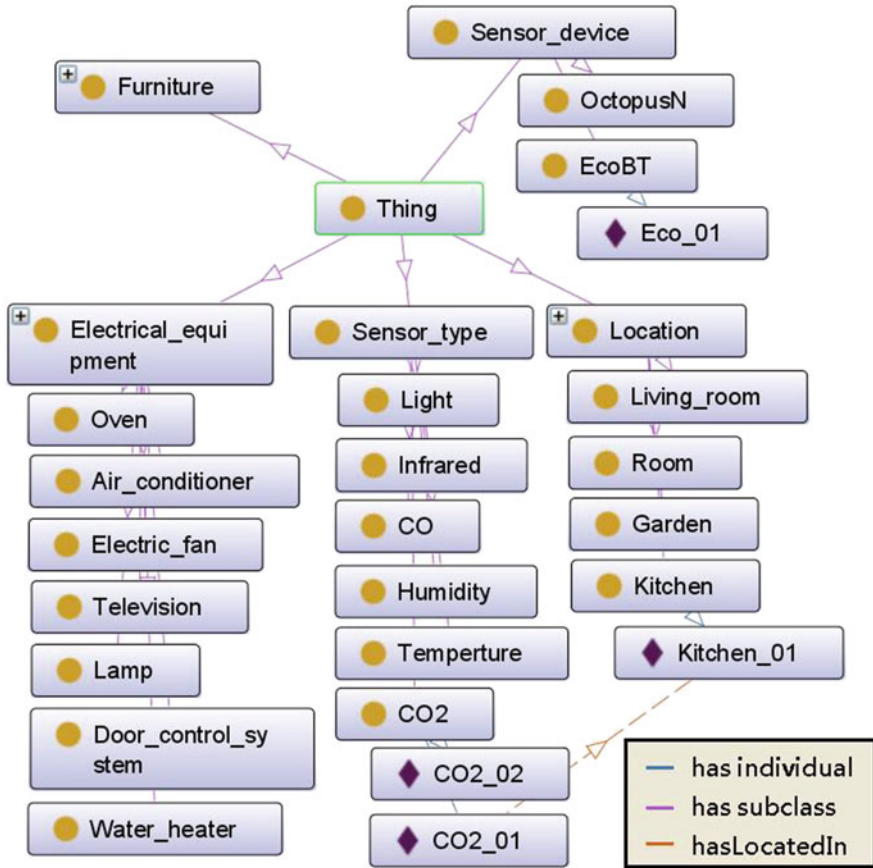 Sensor_device
Furniture
OctopusN
EcoBT
Thing
Eco_01
Electrical_equi
pment
Sensor_type
Location
Oven
Light
Living_room
Air_conditioner
Infrared
Room
Electric_fan
CO
Garden
Television
Humidity
Kitchen
Lamp
Temperture
Kitchen_01
Door_control_sy
stem
CO2
CO2_02
Water_heater
CO2_01
has individual
has subclass
hasLocatedIn